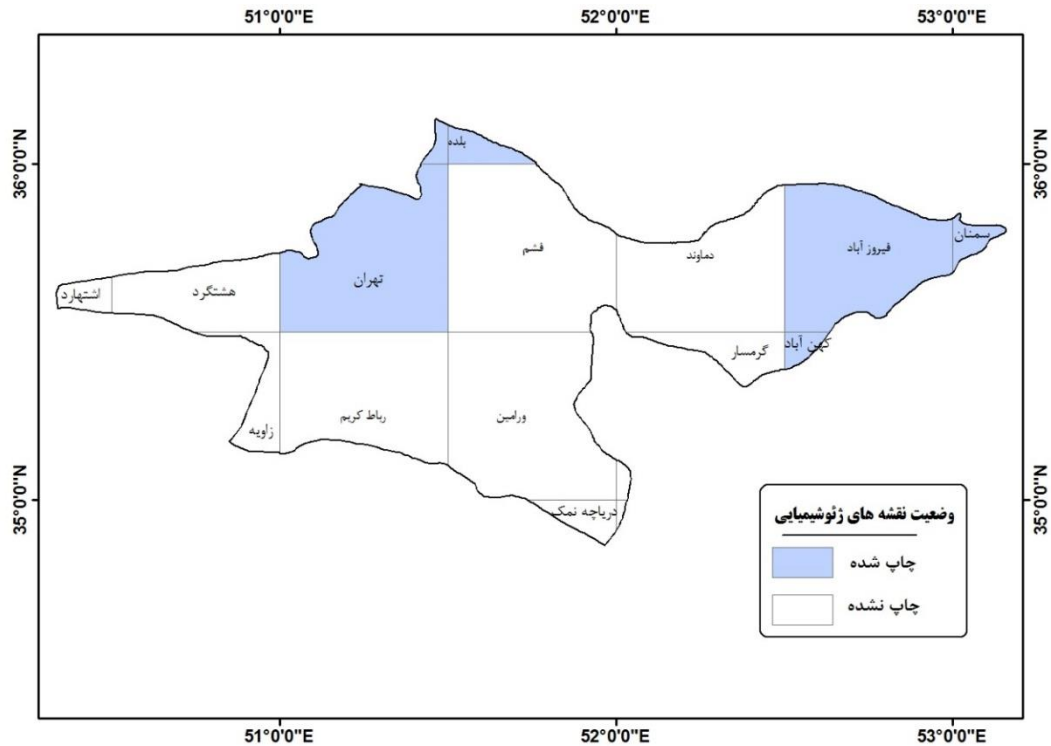 51°0'0"E
52°0'0"E
53°0'0"E
36°0'0"N
36°0'0"N
بلده
فشم
دماوند
فیروز آباد
سمنان
تهران
هشتگرد
اشتهارد
کهن آباد
گرمسار
زاویه
رباط کریم
ورامین
35°0'0"N
35°0'0"N
دریاچه نمک
وضعیت نقشه های ژئوشیمیایی
چاپ شده
چاپ نشده
51°0'0"E
52°0'0"E
53°0'0"E